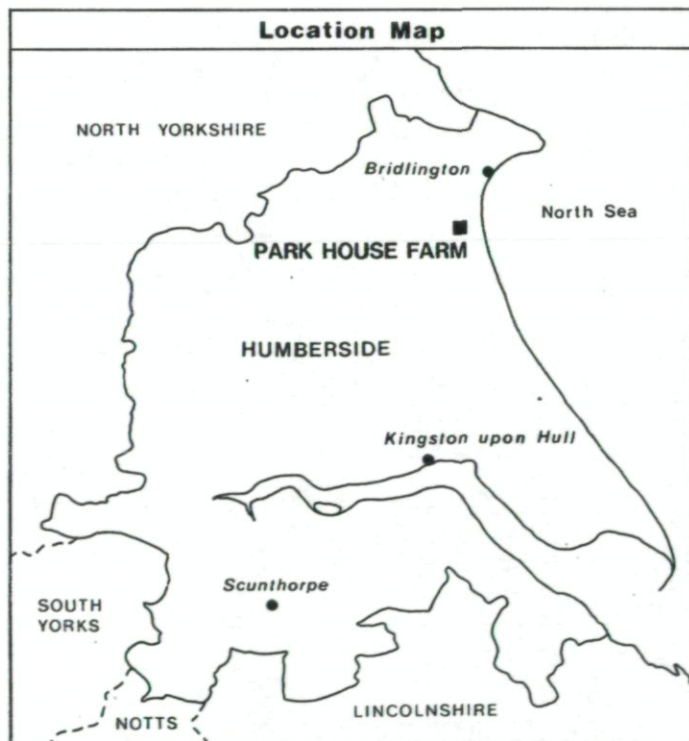 Location Map
NORTH YORKSHIRE
Bridlington
North Sea
PARK HOUSE FARM
HUMBERSIDE
Kingston upon Hull
Scunthorpe
SOUTH
YORKS
LINCOLNSHIRE
NOTTS